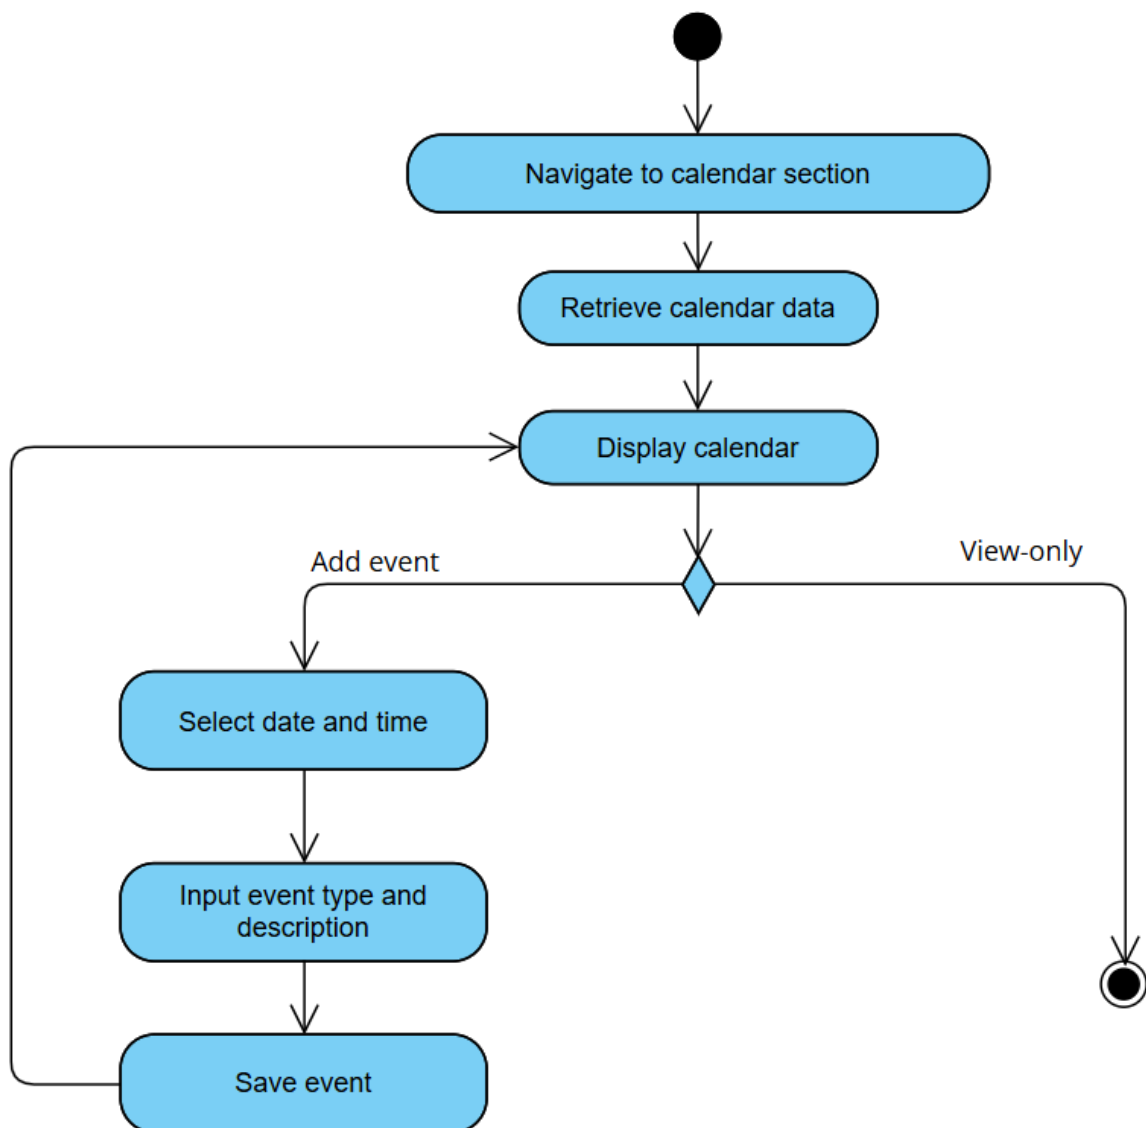 Navigate to calendar section
Retrieve calendar data
Display calendar
Add event
View-only
Select date and time
Input event type and
description
Save event